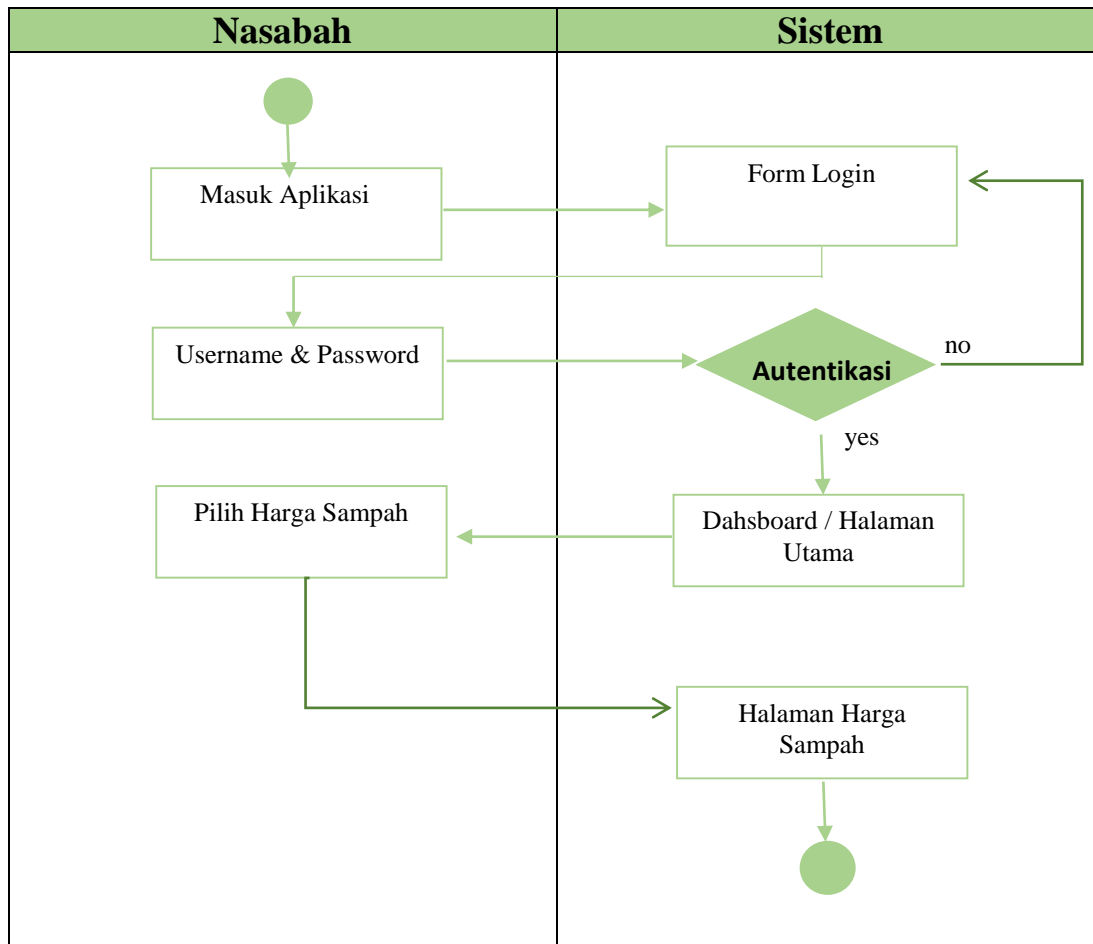 Nasabah
Sistem
Masuk Aplikasi
Form Login
Username & Password
Autentikasi
no
yes
Pilih Harga Sampah
Dahsboard / Halaman
Utama
Halaman Harga
Sampah